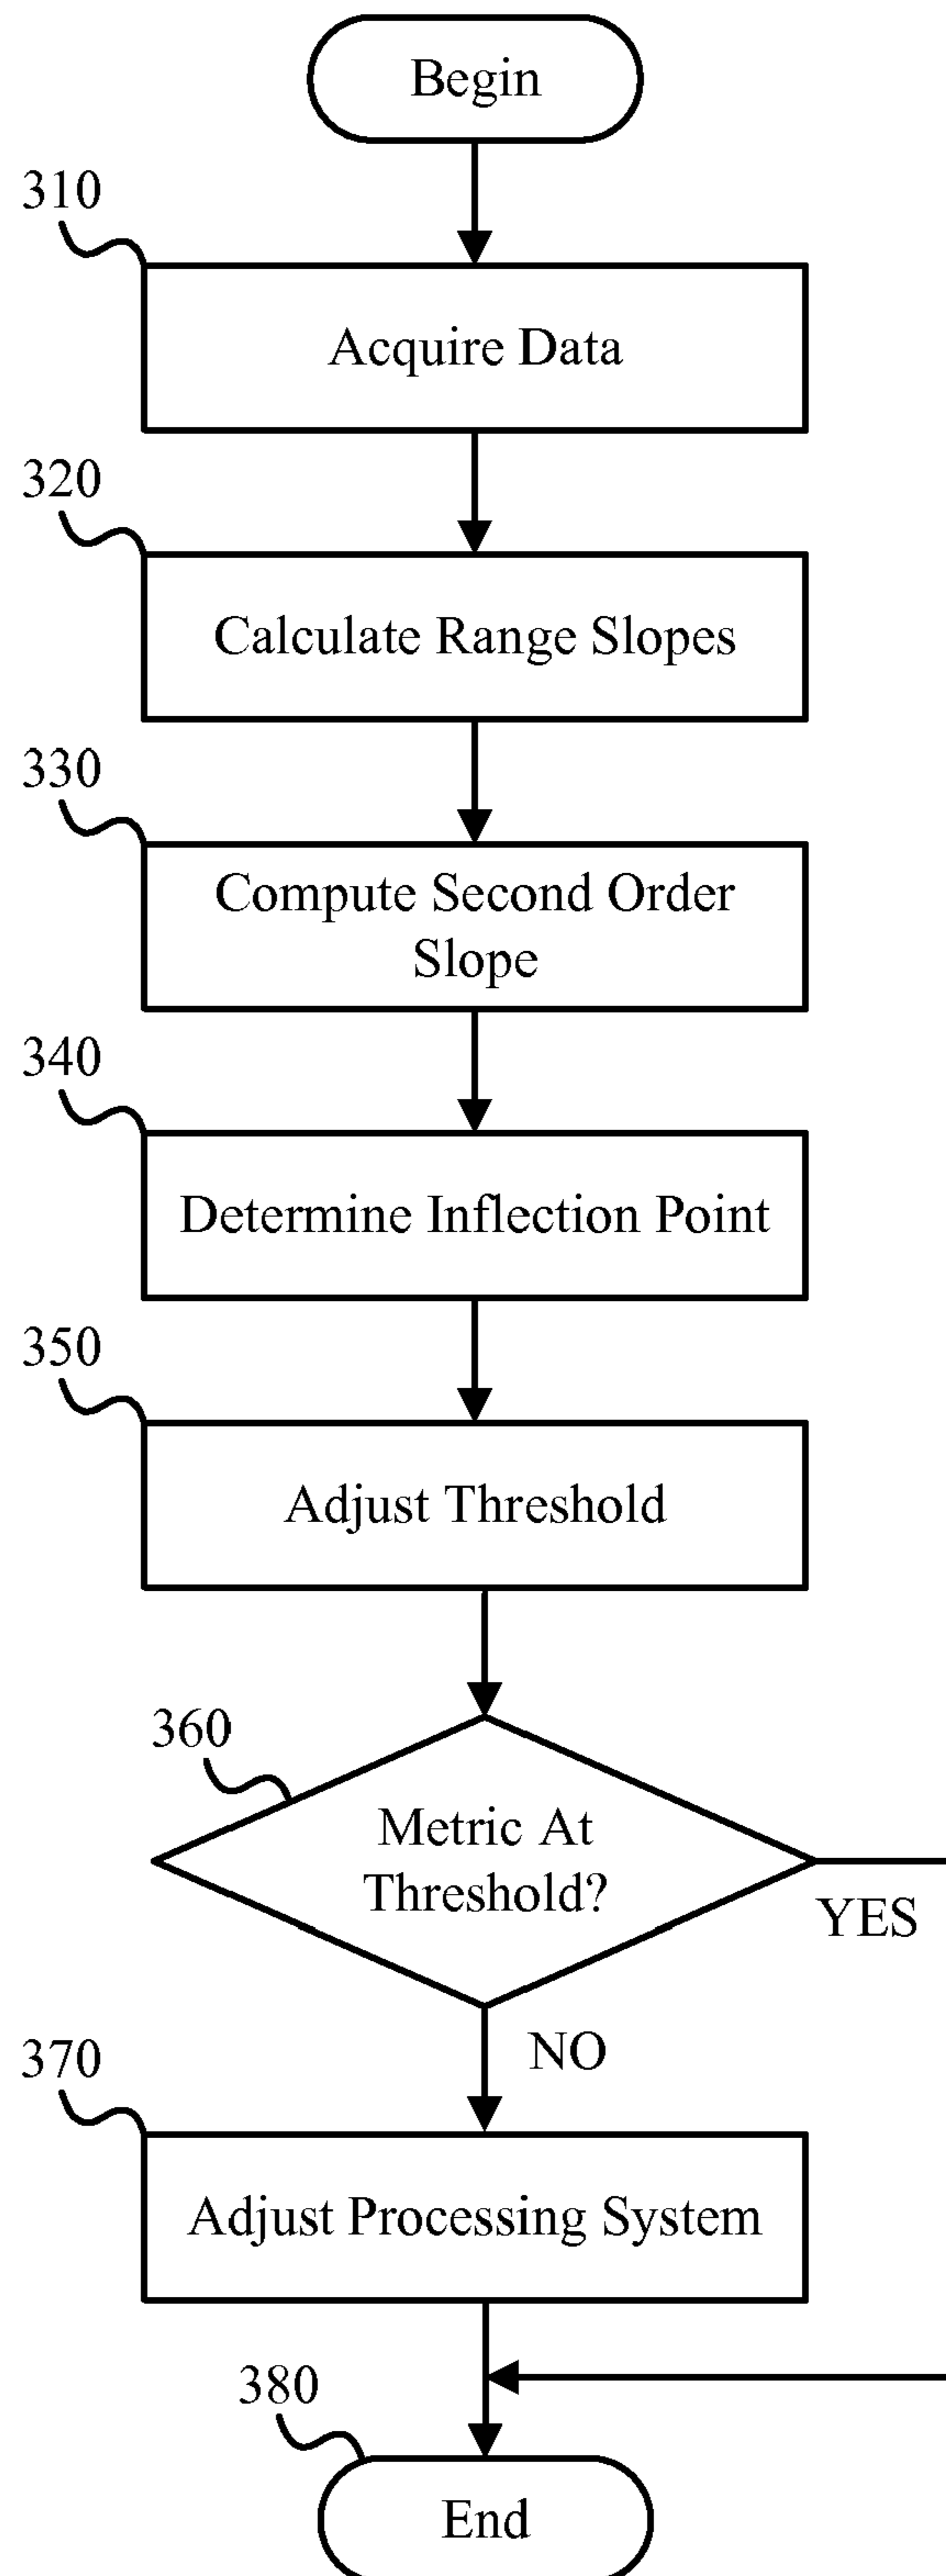 Begin
310
Acquire Data
320
Calculate Range Slopes
330
Compute Second Order
Slope
340
Determine Inflection Point
350
Adjust Threshold
360
Metric At
Threshold?
YES
NO
370
Adjust Processing System
380
End